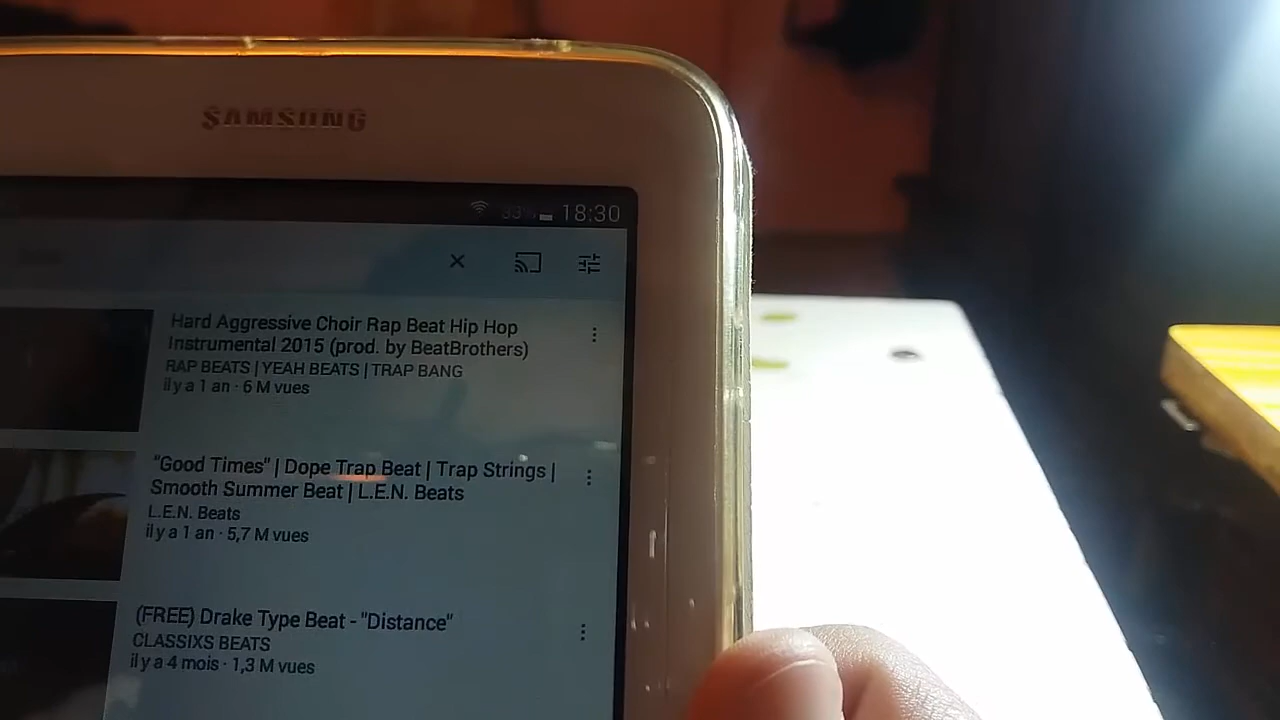 SAMSUNG
33% 18:30
Hard Aggressive Choir Rap Beat Hip Hop
Instrumental 2015 (prod. by BeatBrothers)
RAP BEATS | YEAH BEATS | TRAP BANG
il y a 1 an · 6 M vues
"Good Times" | Dope Trap Beat | Trap Strings |
Smooth Summer Beat | L.E.N. Beats
L.E.N. Beats
il y a 1 an · 5,7 M vues
(FREE) Drake Type Beat - "Distance"
CLASSIXS BEATS
il y a 4 mois · 1,3 M vues